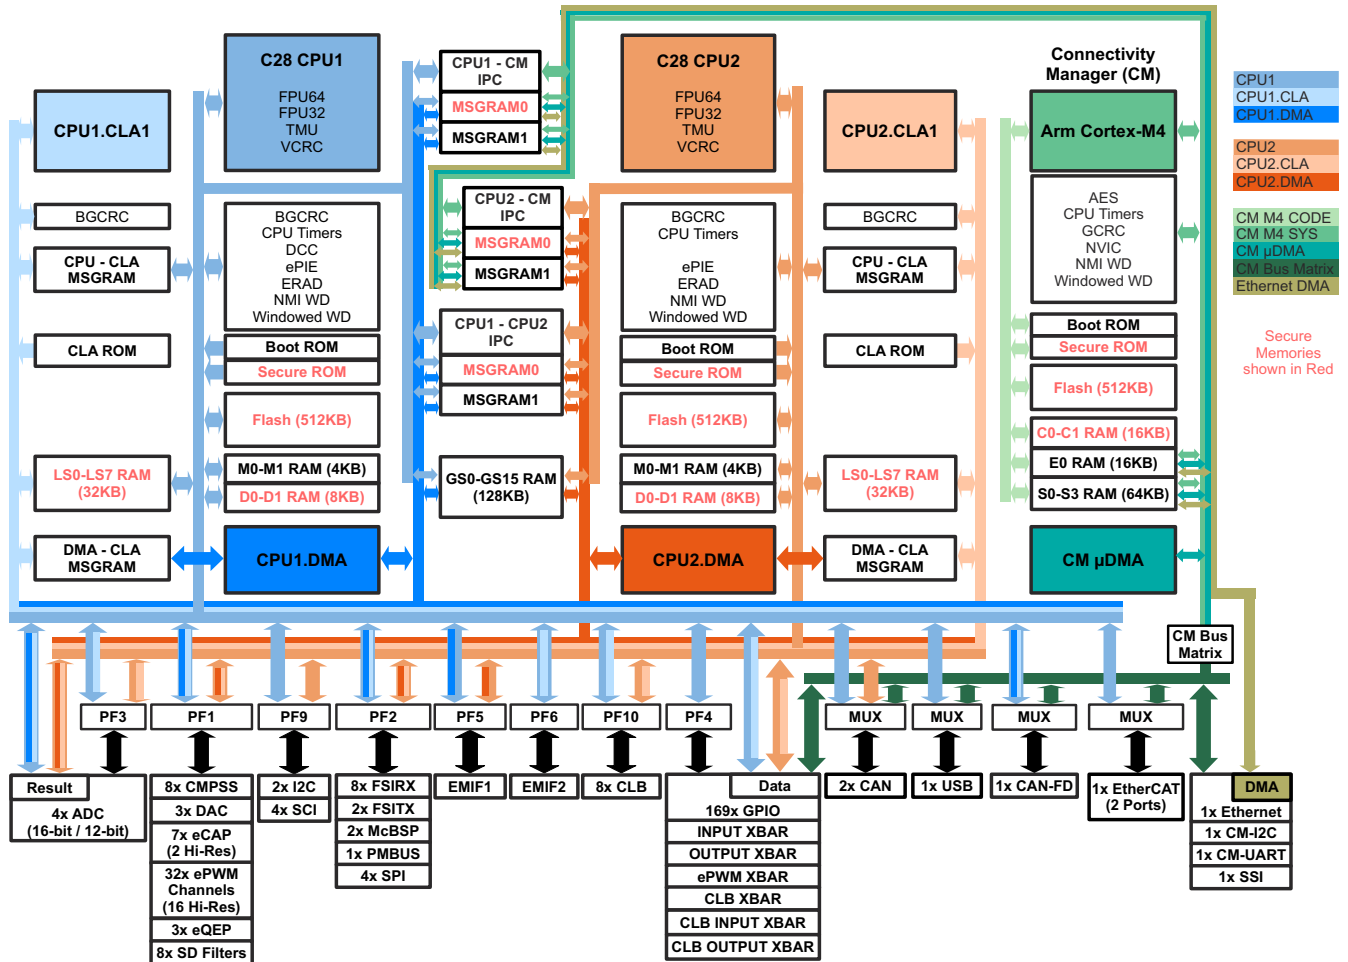 C28 CPU1
FPU64
FPU32
TMU
VCRC
CPU1.CLA1
BGCRC
CPU - CLA
MSGRAM
CLA ROM
LS0-LS7 RAM
(32KB)
DMA - CLA
MSGRAM
BGCRC
CPU Timers
DCC
ePIE
ERAD
NMI WD
Windowed WD
Boot ROM
Secure ROM
Flash (512KB)
M0-M1 RAM (4KB)
D0-D1 RAM (8KB)
CPU1.DMA
CPU1 - CM
IPC
MSGRAM0
MSGRAM1
CPU2 - CM
IPC
MSGRAM0
MSGRAM1
CPU1 - CPU2
IPC
MSGRAM0
MSGRAM1
GS0-GS15 RAM
(128KB)
C28 CPU2
FPU64
FPU32
TMU
VCRC
BGCRC
CPU Timers
ePIE
ERAD
NMI WD
Windowed WD
Boot ROM
Secure ROM
Flash (512KB)
M0-M1 RAM (4KB)
D0-D1 RAM (8KB)
CPU2.DMA
CPU2.CLA1
BGCRC
CPU - CLA
MSGRAM
CLA ROM
LS0-LS7 RAM
(32KB)
DMA - CLA
MSGRAM
Connectivity
Manager (CM)
Arm Cortex-M4
AES
CPU Timers
GCRC
NVIC
NMI WD
Windowed WD
Boot ROM
Secure ROM
Flash (512KB)
C0-C1 RAM (16KB)
E0 RAM (16KB)
S0-S3 RAM (64KB)
CM µDMA
CPU1
CPU1.CLA
CPU1.DMA
CPU2
CPU2.CLA
CPU2.DMA
CM M4 CODE
CM M4 SYS
CM µDMA
CM Bus Matrix
Ethernet DMA
Secure
Memories
shown in Red
CM Bus
Matrix
PF3
PF1
PF9
PF2
PF5
PF6
PF10
PF4
MUX
MUX
MUX
MUX
Result
4x ADC
(16-bit / 12-bit)
8x CMPSS
3x DAC
7x eCAP
(2 Hi-Res)
32x ePWM
Channels
(16 Hi-Res)
3x eQEP
8x SD Filters
2x I2C
4x SCI
8x FSIRX
2x FSITX
2x McBSP
1x PMBUS
4x SPI
EMIF1
EMIF2
8x CLB
Data
169x GPIO
INPUT XBAR
OUTPUT XBAR
ePWM XBAR
CLB XBAR
CLB INPUT XBAR
CLB OUTPUT XBAR
2x CAN
1x USB
1x CAN-FD
1x EtherCAT
(2 Ports)
DMA
1x Ethernet
1x CM-I2C
1x CM-UART
1x SSI